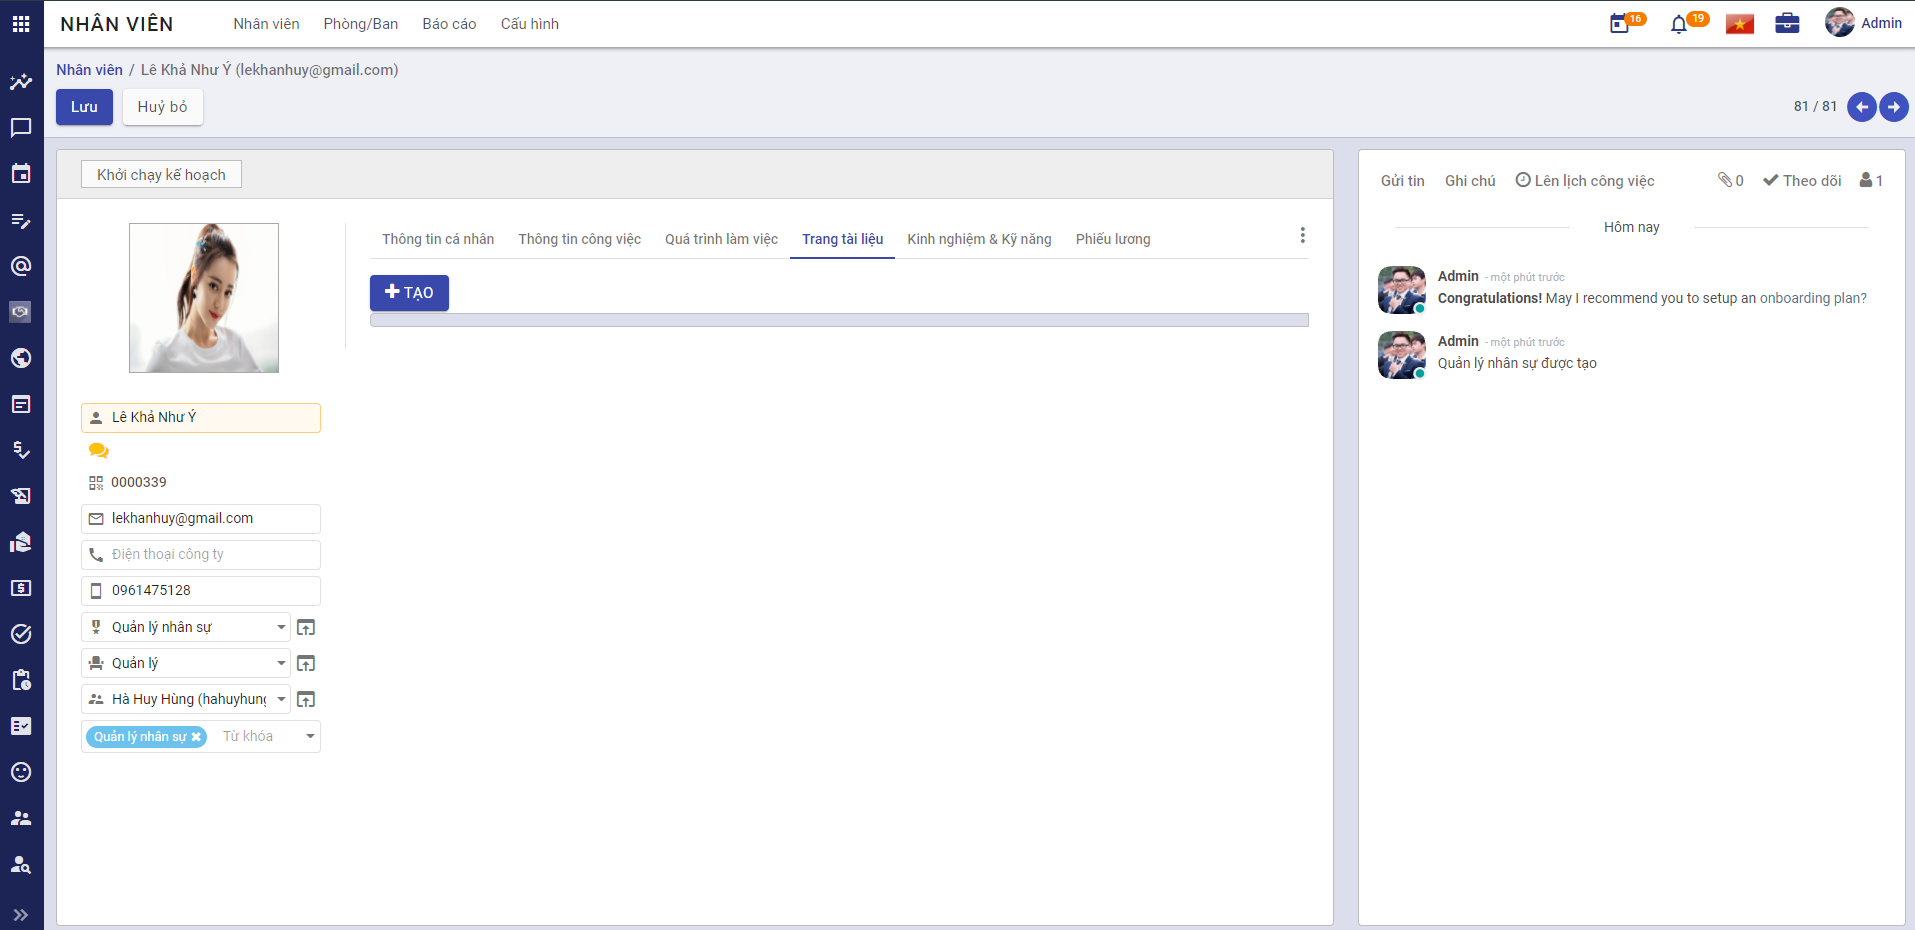 NHÂN VIÊN
Nhân viên Phòng/Ban Báo cáo Cấu hình
16 19 Admin
Nhân viên / Lê Khả Như Ý (lekhanhuy@gmail.com)
Lưu Huỷ bỏ
81 / 81
Khởi chạy kế hoạch
Thông tin cá nhân Thông tin công việc Quá trình làm việc Trang tài liệu Kinh nghiệm & Kỹ năng Phiếu lương
TẠO
Lê Khả Như Ý
0000339
lekhanhuy@gmail.com
Điện thoại công ty
0961475128
Quản lý nhân sự
Quản lý
Hà Huy Hùng (hahuyhung
Quản lý nhân sự Từ khóa
Gửi tin Ghi chú Lên lịch công việc 0 Theo dõi 1
Hôm nay
Admin - một phút trước
Congratulations! May I recommend you to setup an onboarding plan?
Admin - một phút trước
Quản lý nhân sự được tạo